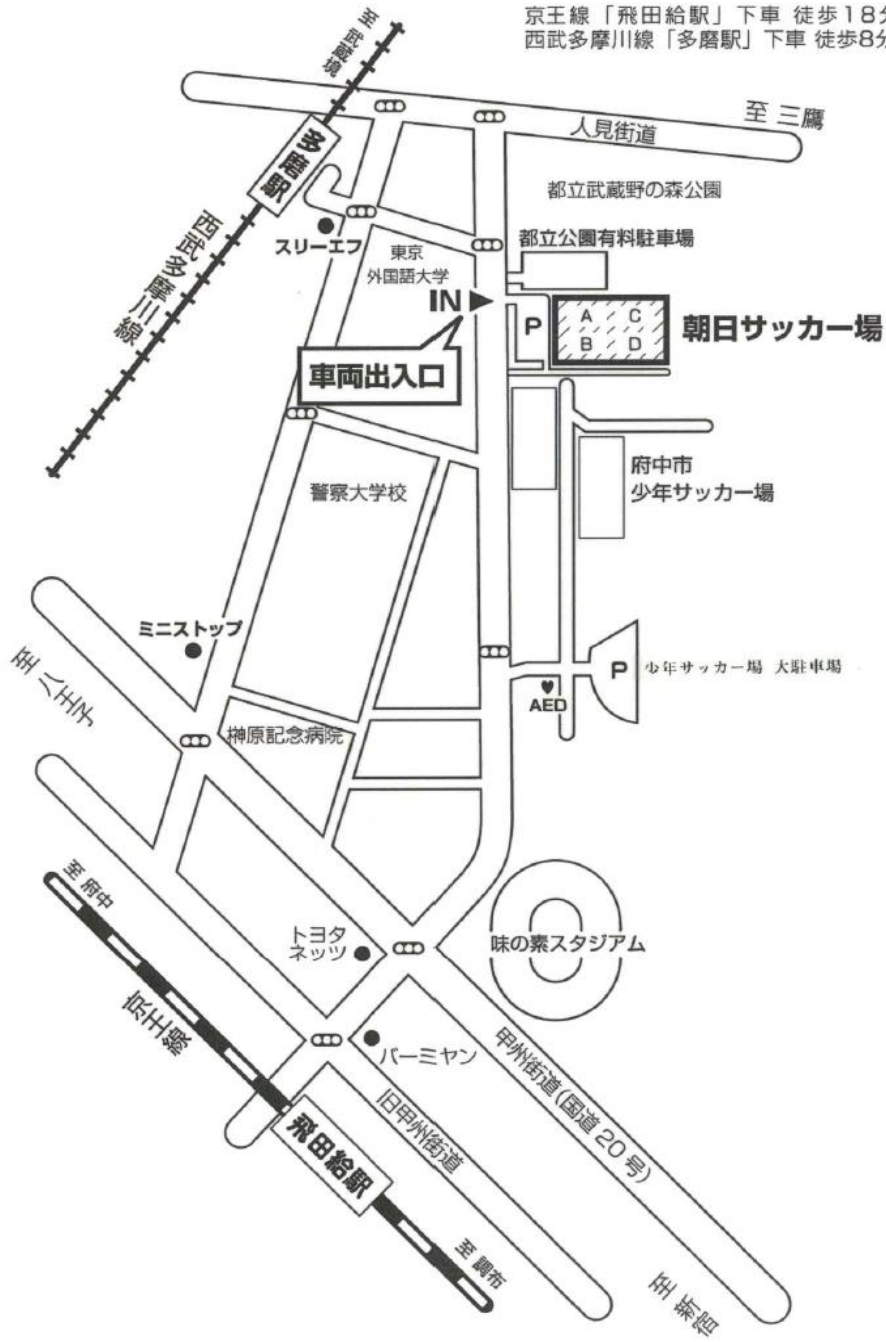 京王線「飛田給駅」下車 徒歩18分
西武多摩川線「多磨駅」下車 徒歩8分
至 武蔵境
至 三鷹
人見街道
多磨駅
都立武蔵野の森公園
西武多摩川線
スリーエフ
都立公園有料駐車場
東京
外国語大学
IN
P
A C
B D
朝日サッカー場
車両出入口
府中市
少年サッカー場
警察大学校
ミニストップ
P
少年サッカー場 大駐車場
AED
至 八王子
榊原記念病院
至 府中
トヨタ
ネッツ
味の素スタジアム
京王線
バーミヤン
甲州街道(国道20号)
旧甲州街道
飛田給駅
至 調布
至 新宿